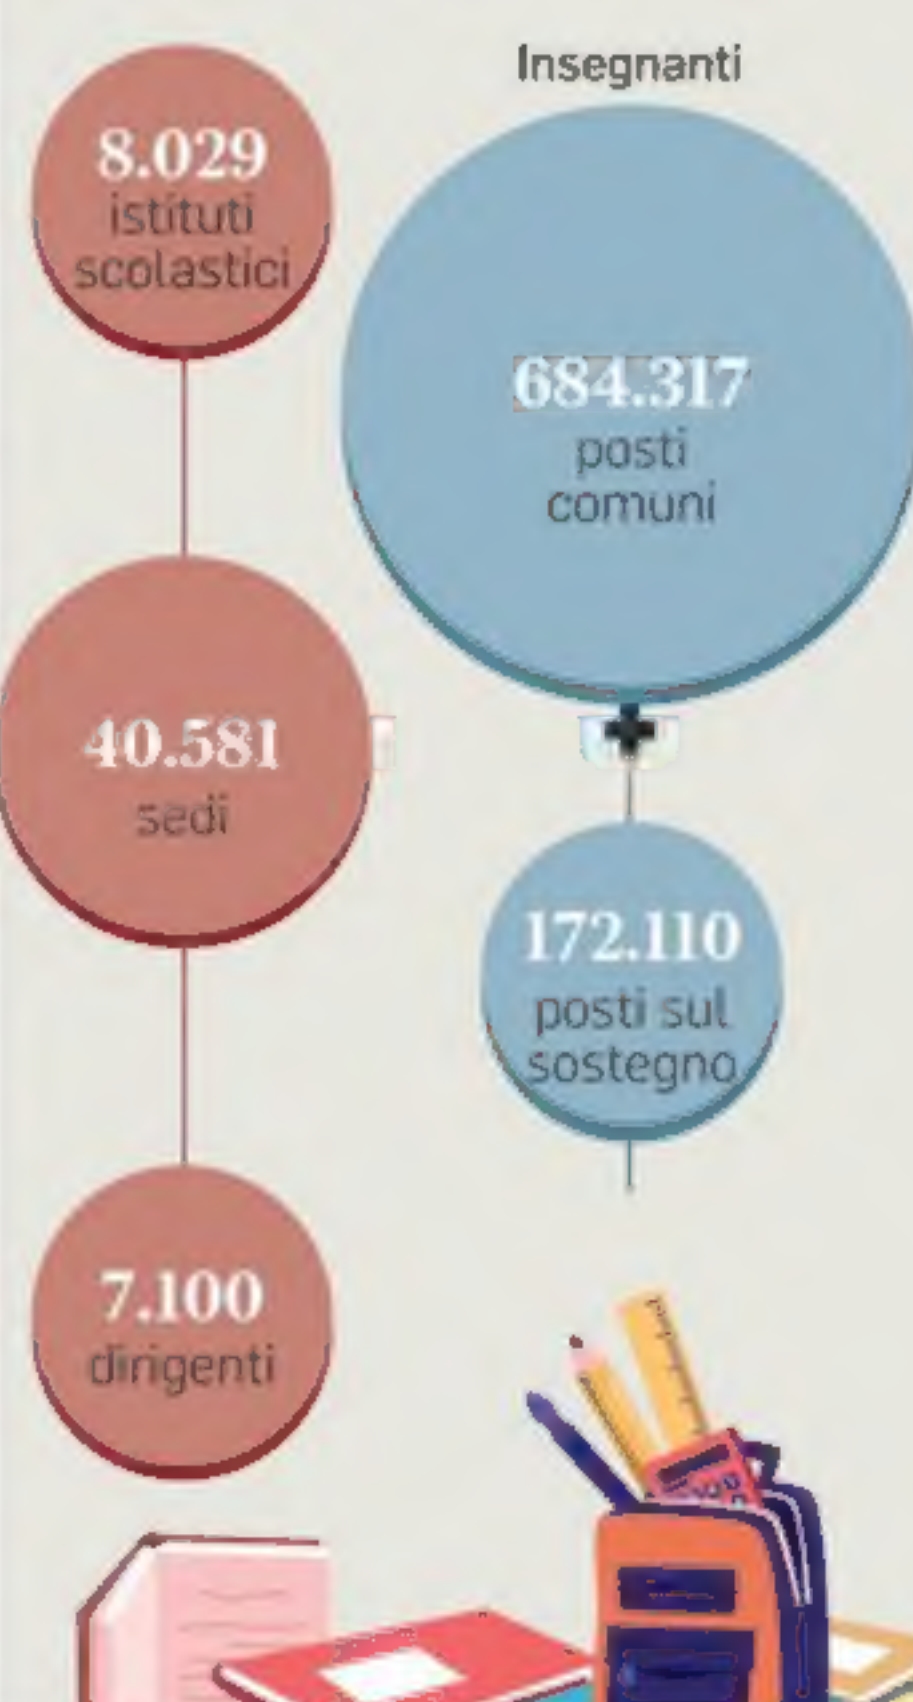 8.029
istituti
scolastici
40.581
sedi
7.100
dirigenti
Insegnanti
684.317
posti
comuni
172.110
posti sul
sostegno